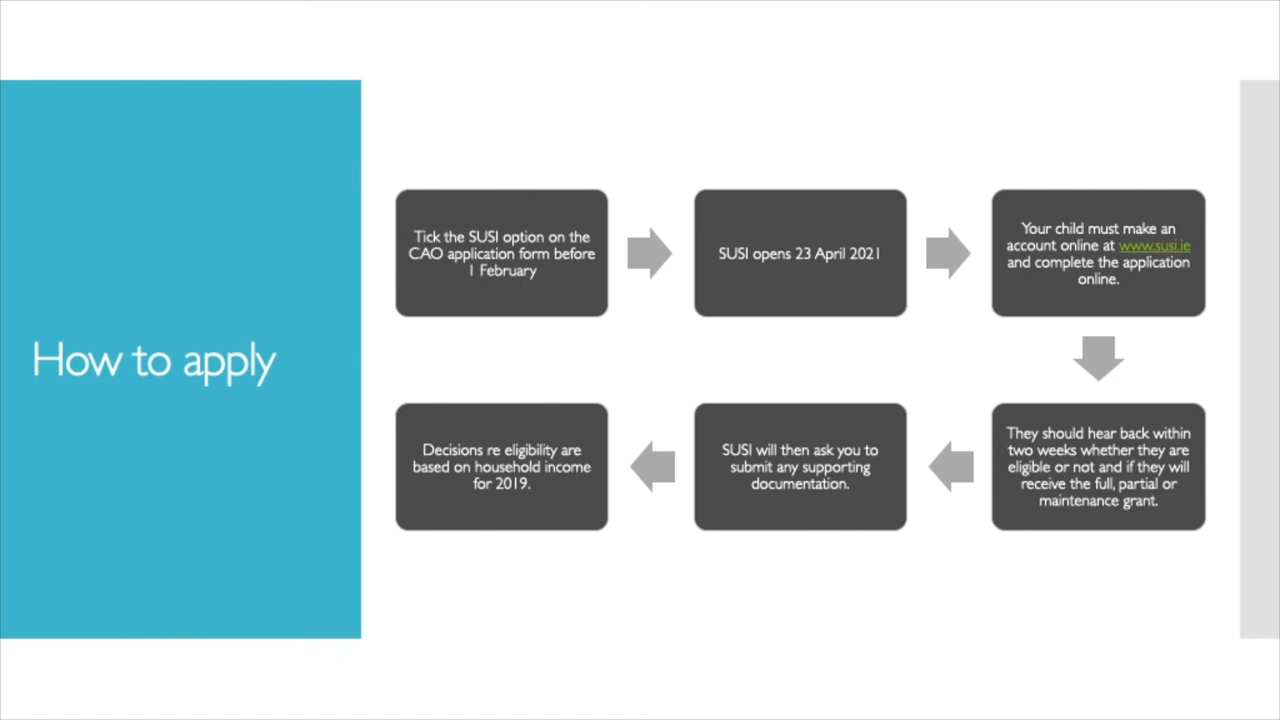 How to apply
Tick the SUSI option on the
CAO application form before
1 February
SUSI opens 23 April 2021
Your child must make an
account online at www.susi.ie
and complete the application
online.
They should hear back within
two weeks whether they are
eligible or not and if they will
receive the full, partial or
maintenance grant.
SUSI will then ask you to
submit any supporting
documentation.
Decisions re eligibility are
based on household income
for 2019.